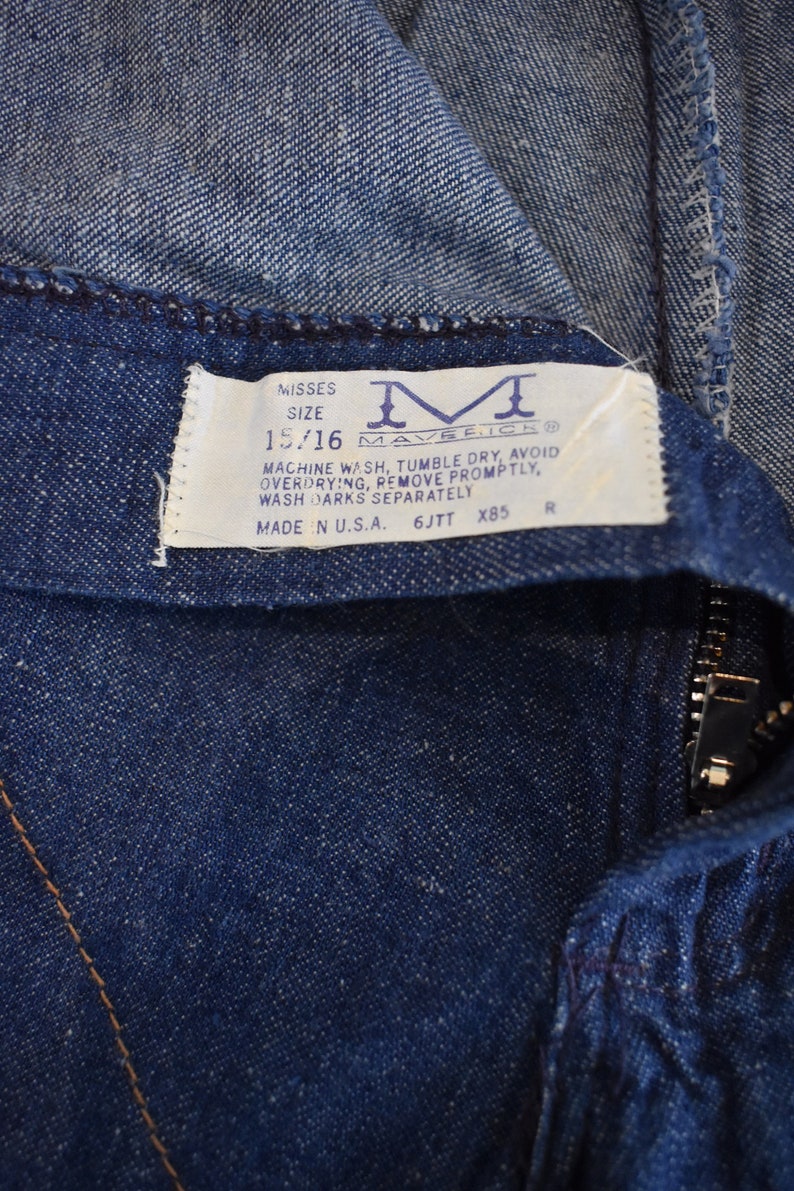 MISSES
SIZE
15/16
M
MAVERICK®
MACHINE WASH, TUMBLE DRY, AVOID
OVERDRYING, REMOVE PROMPTLY,
WASH DARKS SEPARATELY
MADE IN U.S.A. 6JTT X85 R